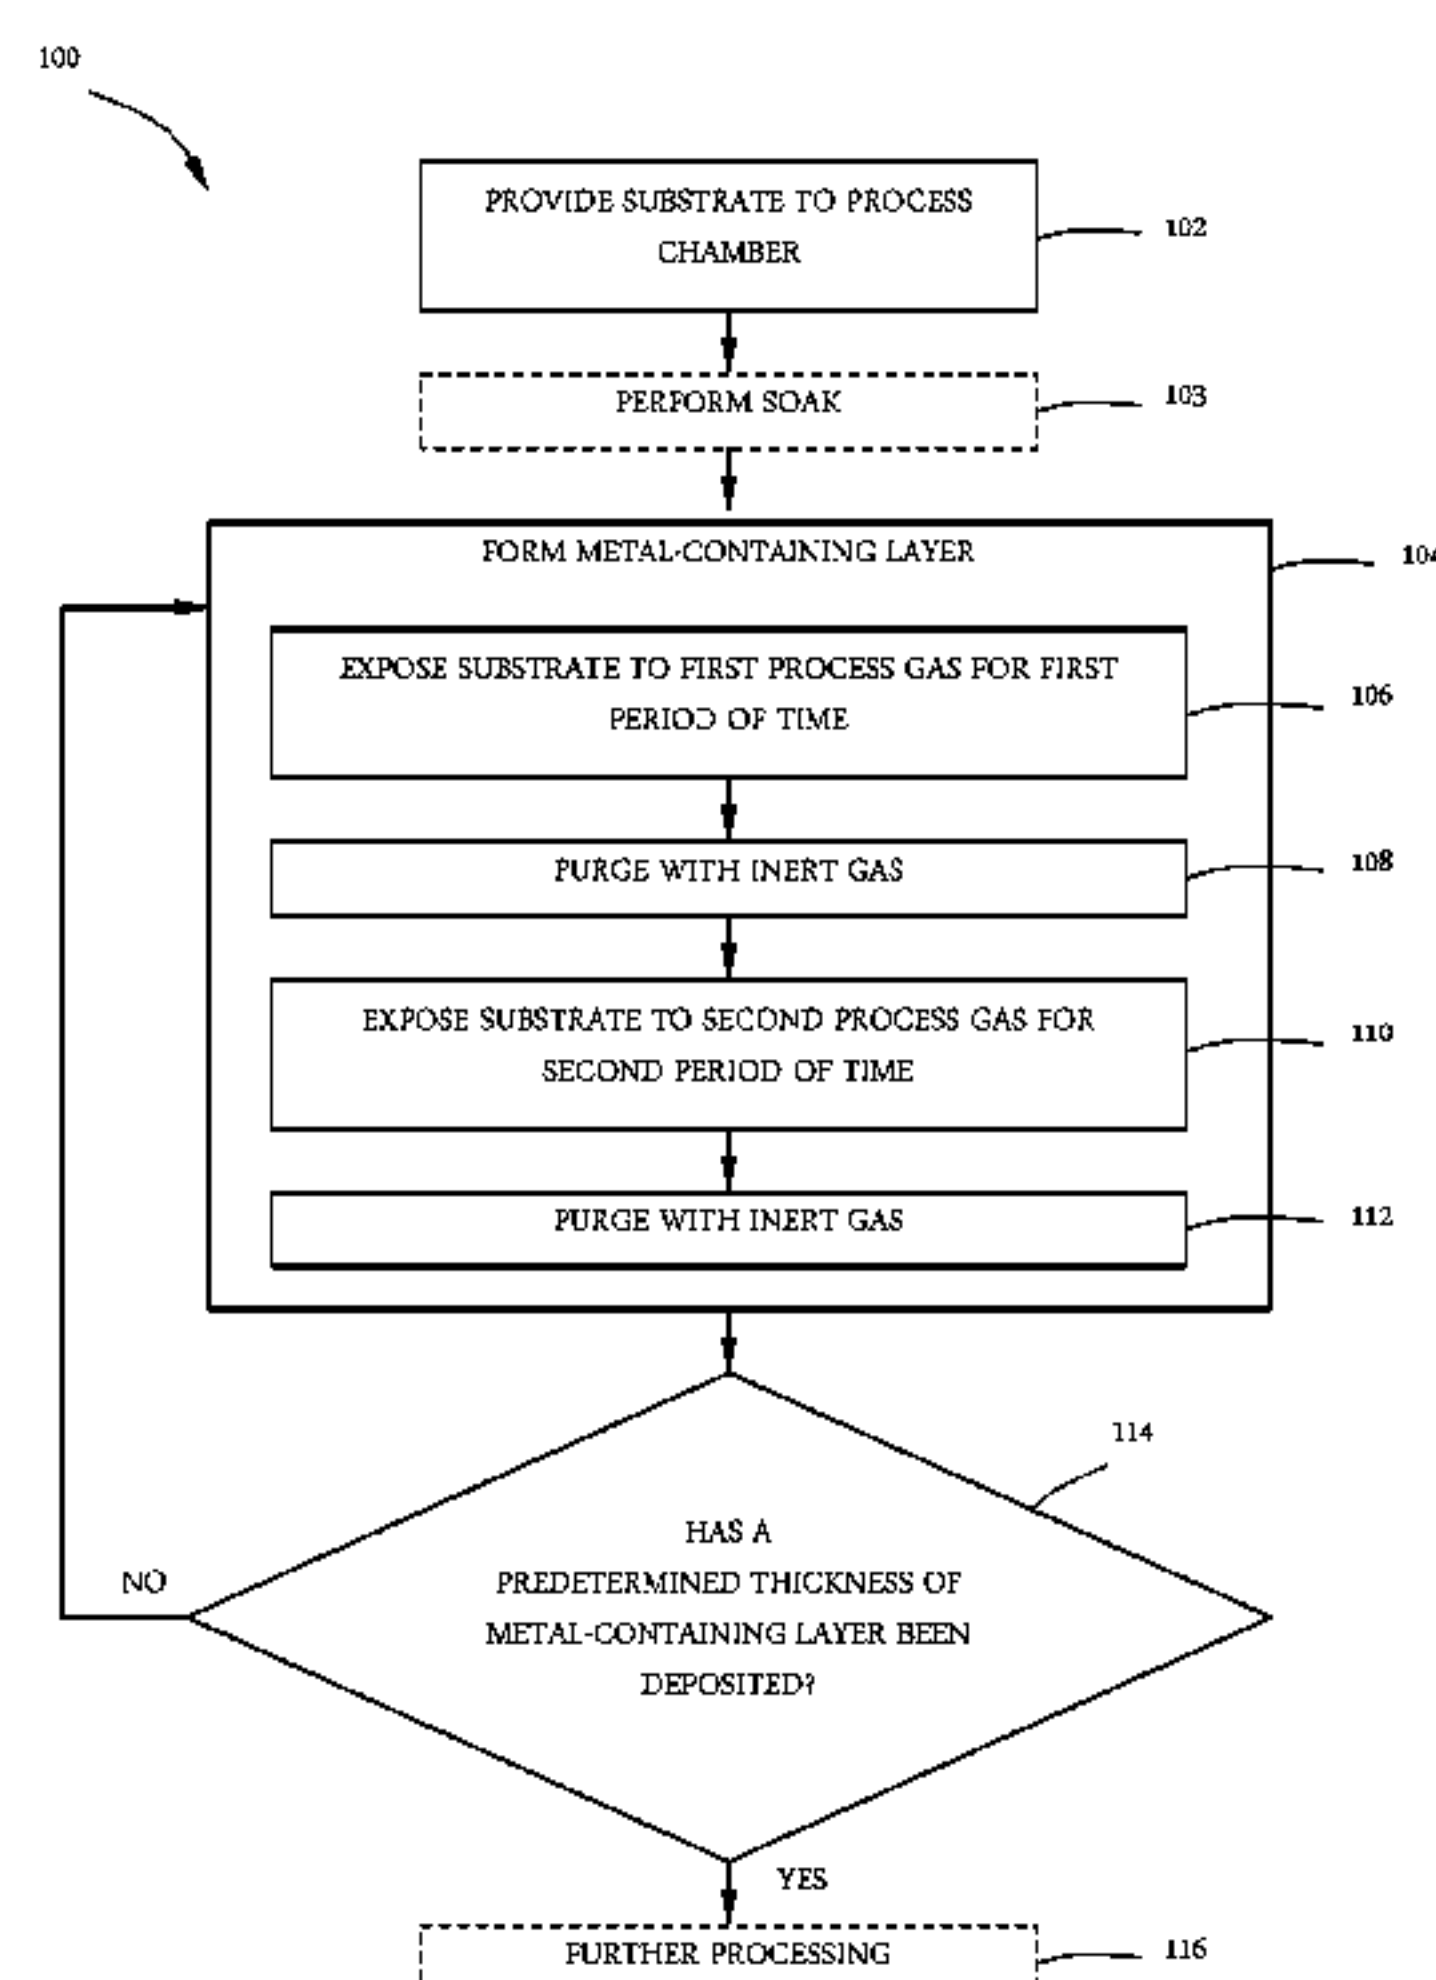 100
PROVIDE SUBSTRATE TO PROCESS
CHAMBER
102
PERFORM SOAK
103
FORM METAL-CONTAINING LAYER
104
EXPOSE SUBSTRATE TO FIRST PROCESS GAS FOR FIRST
PERIOD OF TIME
106
PURGE WITH INERT GAS
108
EXPOSE SUBSTRATE TO SECOND PROCESS GAS FOR
SECOND PERIOD OF TIME
110
PURGE WITH INERT GAS
112
114
HAS A
PREDETERMINED THICKNESS OF
METAL-CONTAINING LAYER BEEN
DEPOSITED?
NO
YES
FURTHER PROCESSING
116